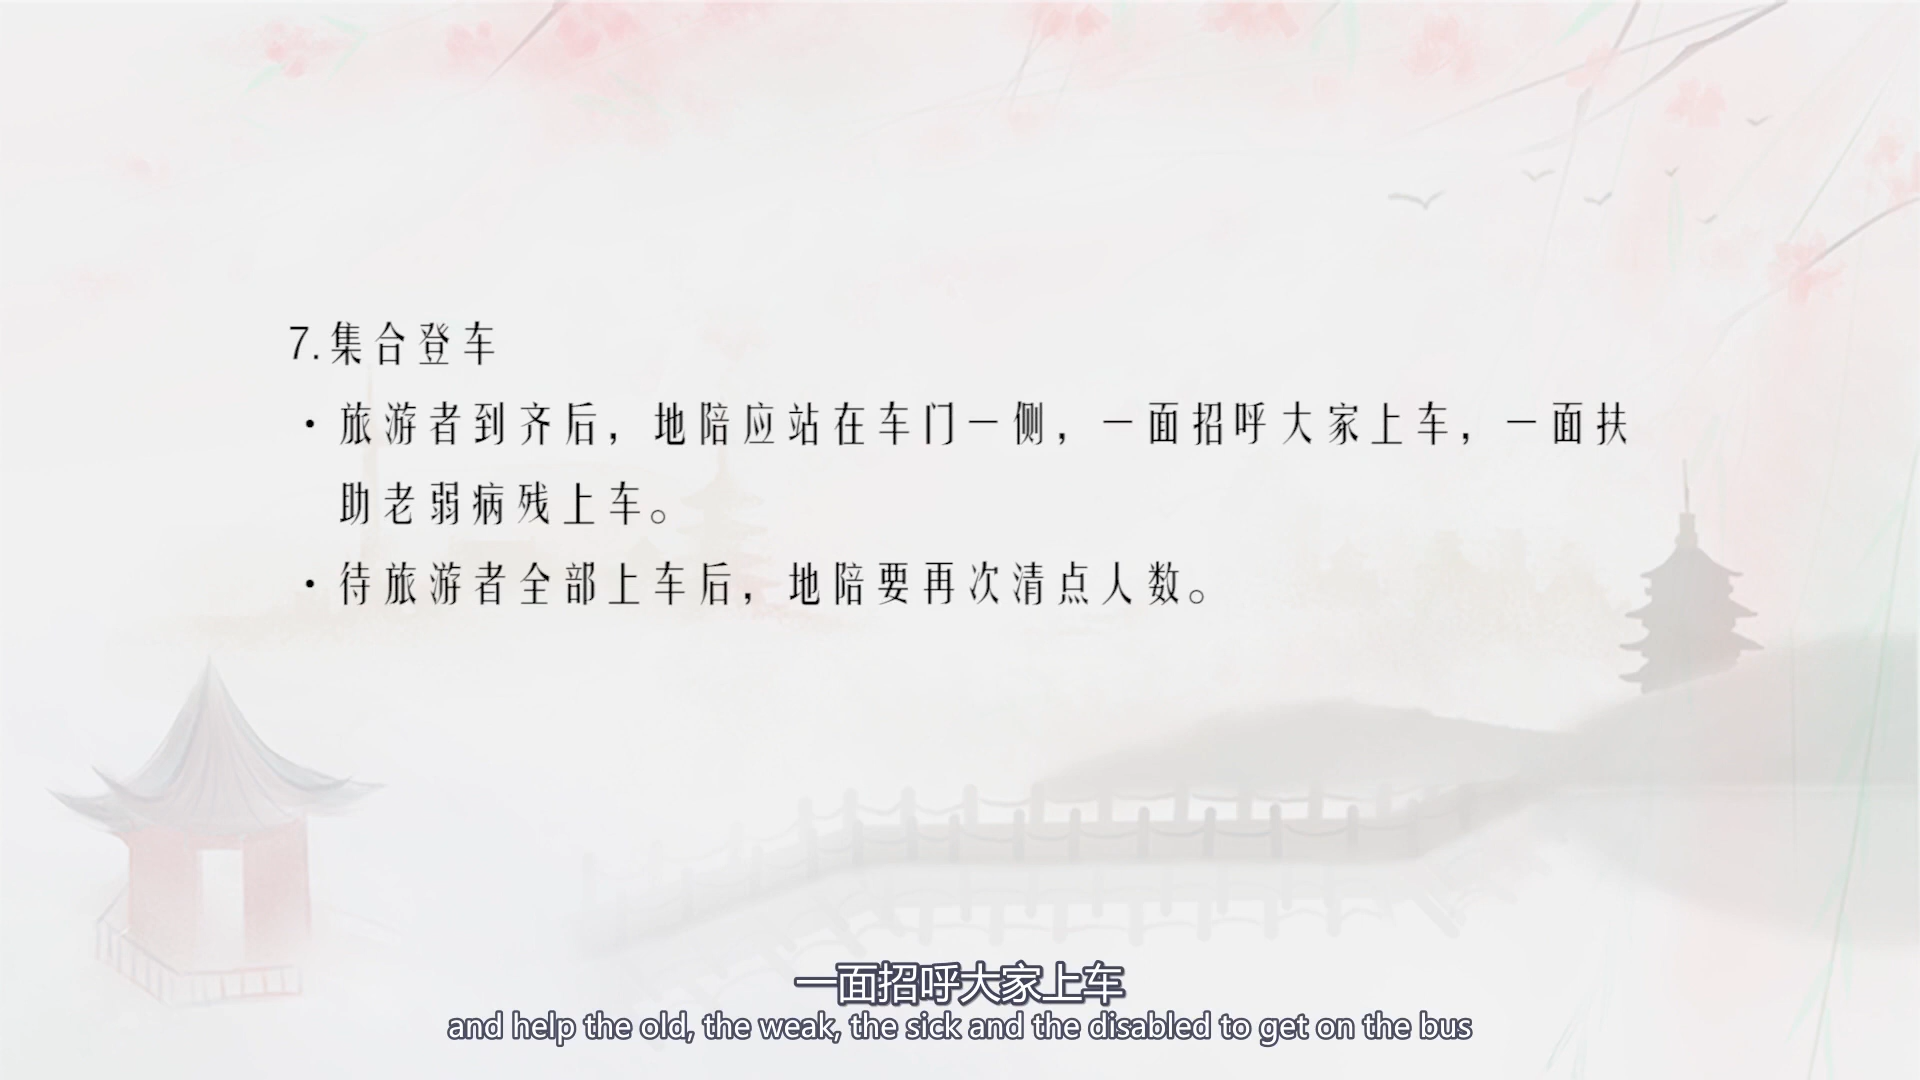 7.集合登车
·旅游者到齐后，地陪应站在车门一侧，一面招呼大家上车，一面扶
助老弱病残上车。
·待旅游者全部上车后，地陪要再次清点人数。
一面招呼大家上车
and help the old, the weak, the sick and the disabled to get on the bus